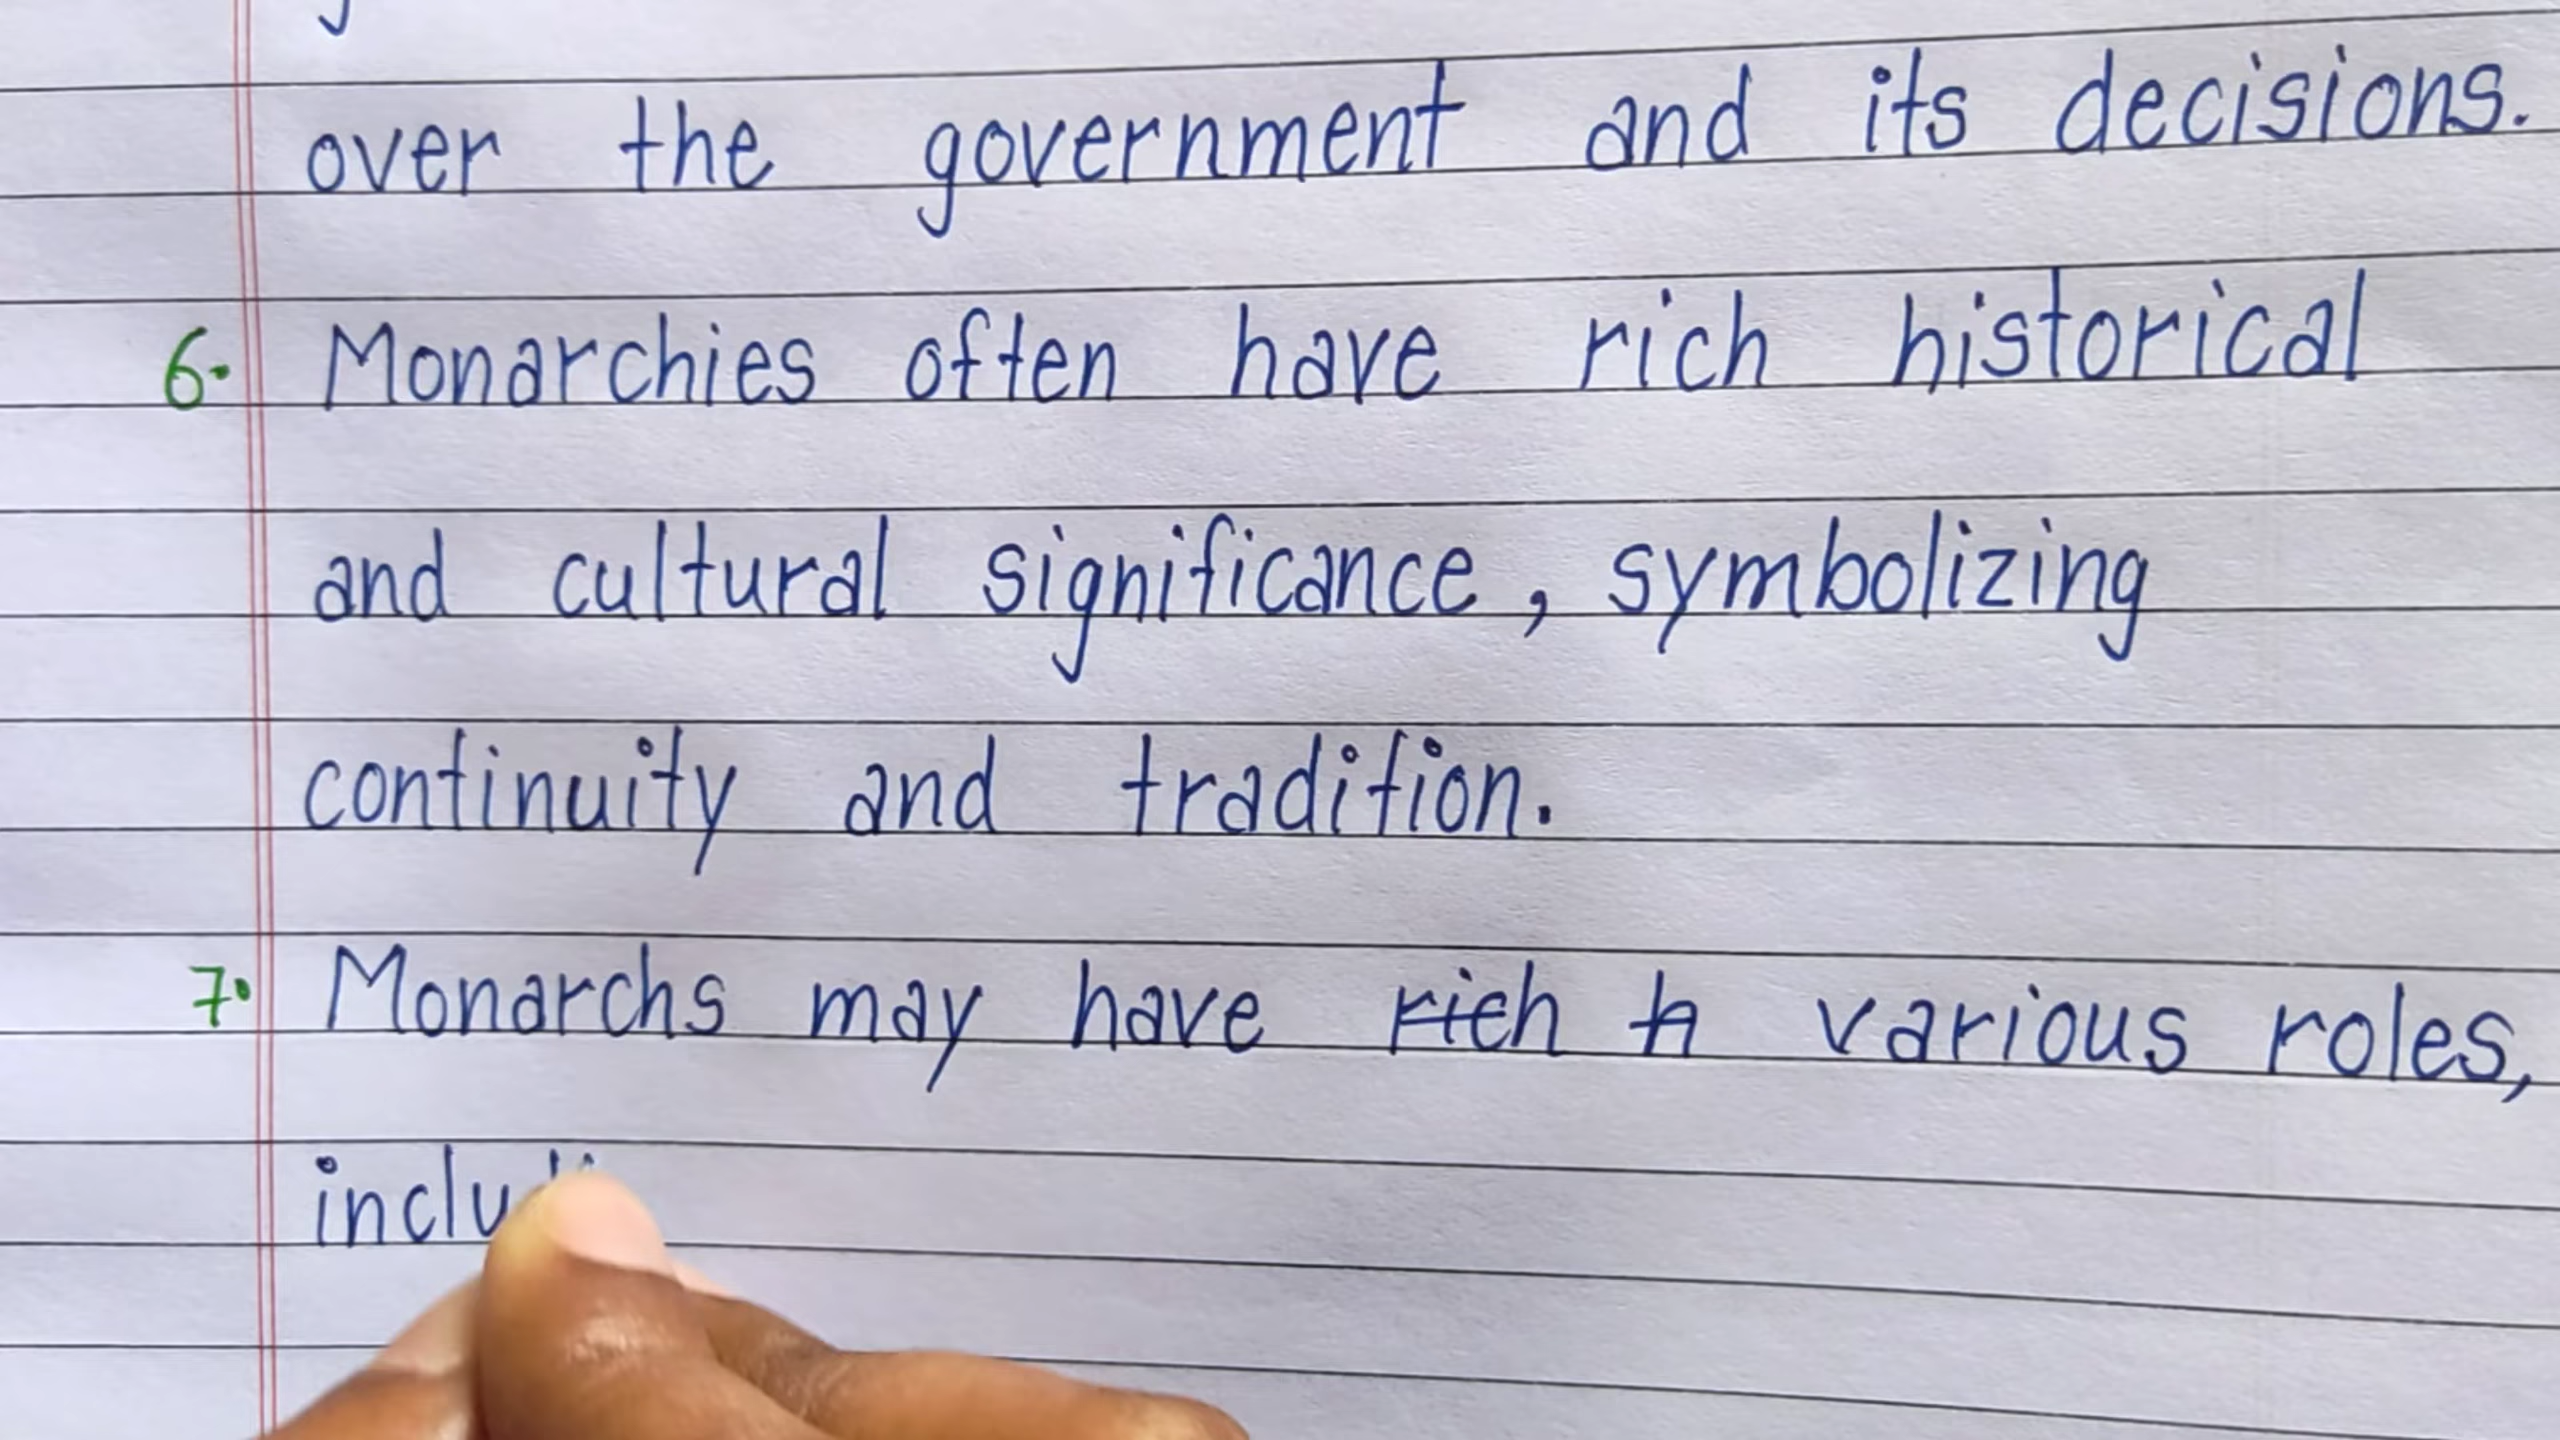 over the government and its decisions.
6. Monarchies often have rich historical
and cultural significance, symbolizing
continuity and tradition.
7. Monarchs may have rich h various roles,